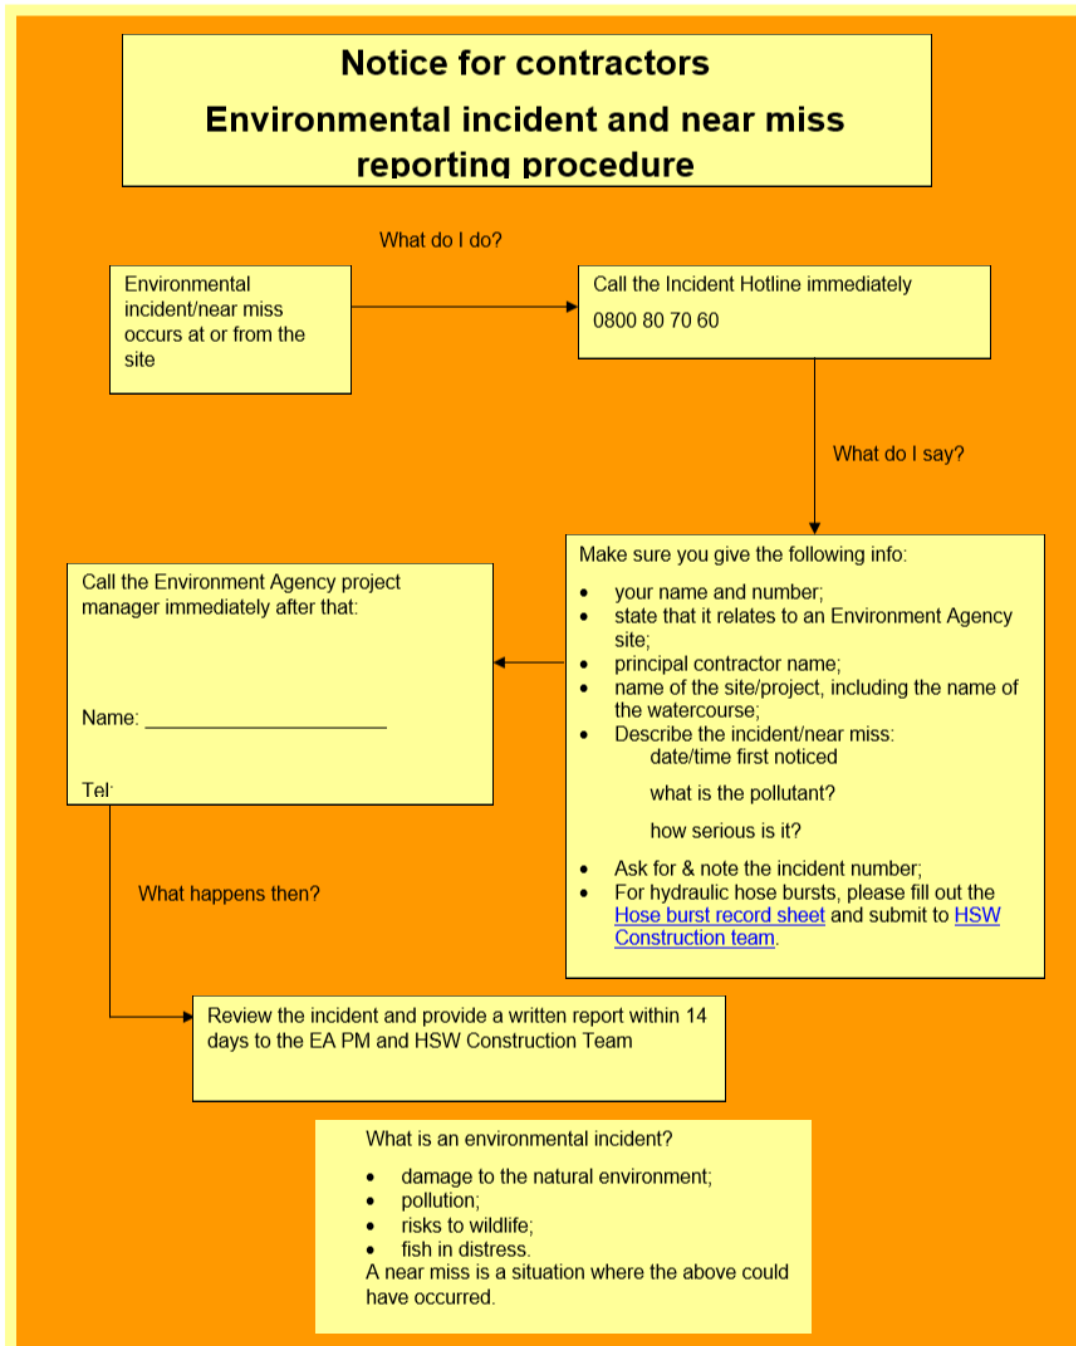 Notice for contractors
Environmental incident and near miss
reporting procedure
What do I do?
Environmental
incident/near miss
occurs at or from the
site
Call the Incident Hotline immediately
0800 80 70 60
What do I say?
Make sure you give the following info:
• your name and number;
• state that it relates to an Environment Agency
site;
• principal contractor name;
• name of the site/project, including the name of
the watercourse;
• Describe the incident/near miss:
date/time first noticed
what is the pollutant?
how serious is it?
• Ask for & note the incident number;
• For hydraulic hose bursts, please fill out the
Hose burst record sheet and submit to HSW
Construction team.
Call the Environment Agency project
manager immediately after that:
Name: ______________________
Tel:
What happens then?
Review the incident and provide a written report within 14
days to the EA PM and HSW Construction Team
What is an environmental incident?
• damage to the natural environment;
• pollution;
• risks to wildlife;
• fish in distress.
A near miss is a situation where the above could
have occurred.